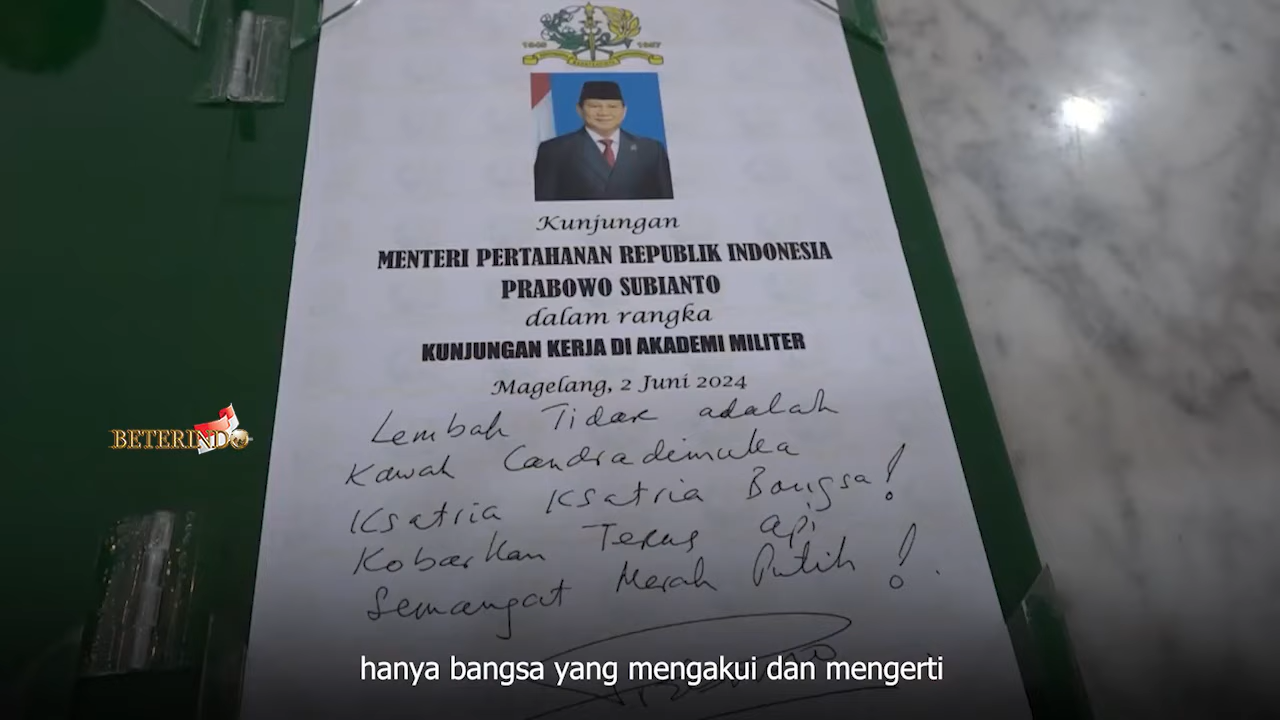 Kunjungan
MENTERI PERTAHANAN REPUBLIK INDONESIA
PRABOWO SUBIANTO
dalam rangka
KUNJUNGAN KERJA DI AKADEMI MILITER
Magelang, 2 Juni 2024
Lembah Tidar adalah
Kawah Candradimuka
Ksatria Ksatria Bangsa!
Kobarkan Terus api
Semangat Merah Putih!
BETERINDO
hanya bangsa yang mengakui dan mengerti